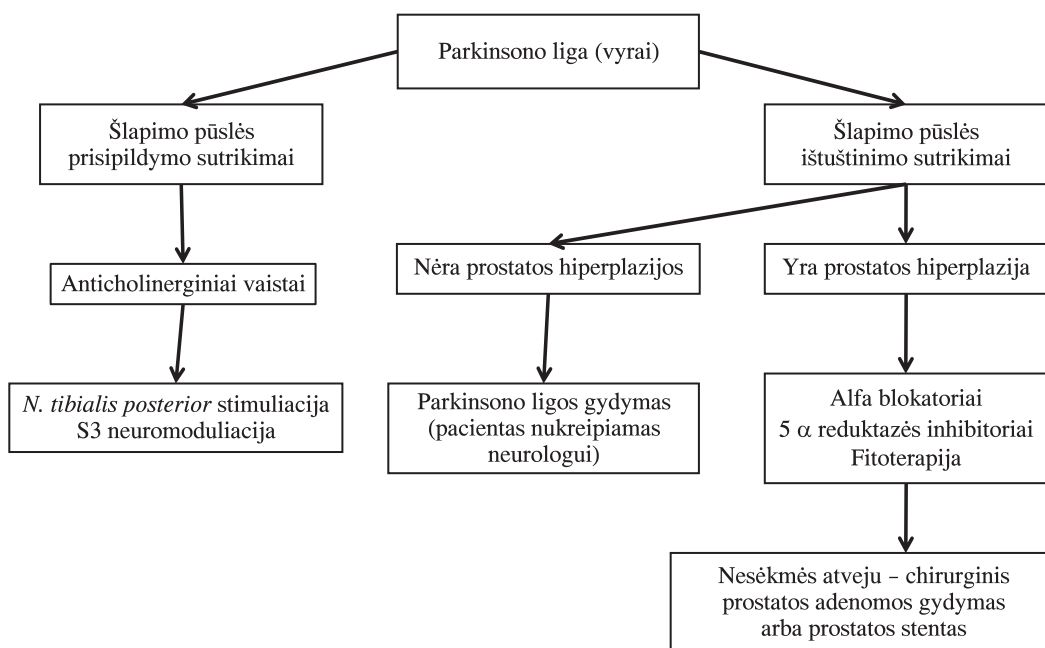 Parkinsono liga (vyrai)
Šlapimo pūslės
prisipildymo sutrikimai
Šlapimo pūslės
ištuštinimo sutrikimai
Nėra prostatos hiperplazijos
Yra prostatos hiperplazija
Anticholinerginiai vaistai
N. tibialis posterior stimuliacija
S3 neuromoduliacija
Parkinsono ligos gydymas
(pacientas nukreipiamas
neurologui)
Alfa blokatoriai
5 α reduktazės inhibitoriai
Fitoterapija
Nesėkmės atveju – chirurginis
prostatos adenomos gydymas
arba prostatos stentas